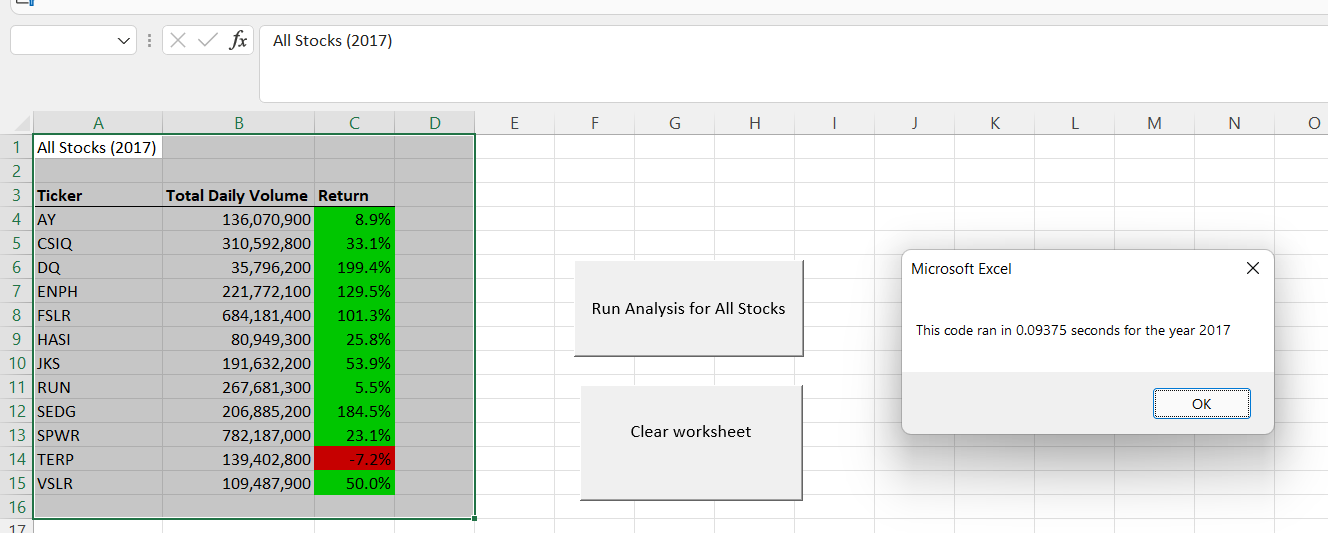 fx All Stocks (2017)
A B C D E F G H I J K L M N O
1 All Stocks (2017)
2
3 Ticker Total Daily Volume Return
4 AY 136,070,900 8.9%
5 CSIQ 310,592,800 33.1%
6 DQ 35,796,200 199.4%
7 ENPH 221,772,100 129.5%
8 FSLR 684,181,400 101.3%
9 HASI 80,949,300 25.8%
10 JKS 191,632,200 53.9%
11 RUN 267,681,300 5.5%
12 SEDG 206,885,200 184.5%
13 SPWR 782,187,000 23.1%
14 TERP 139,402,800 -7.2%
15 VSLR 109,487,900 50.0%
16
17
Run Analysis for All Stocks
Clear worksheet
Microsoft Excel
This code ran in 0.09375 seconds for the year 2017
OK